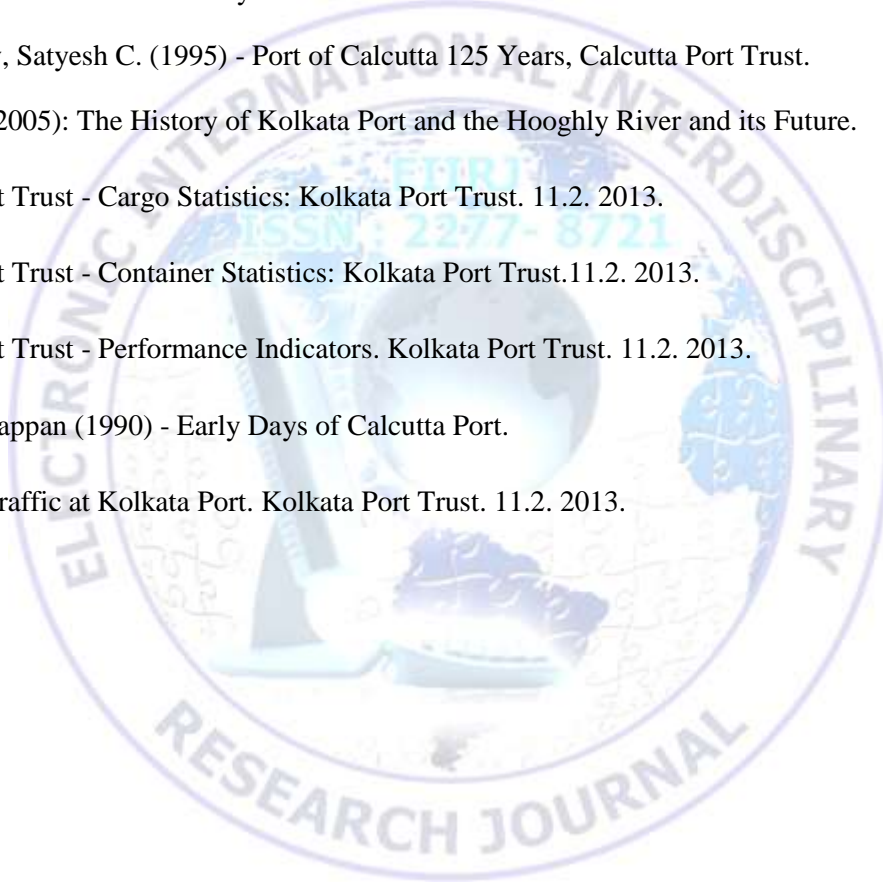 , Satyesh C. (1995) - Port of Calcutta 125 Years, Calcutta Port Trust.
2005): The History of Kolkata Port and the Hooghly River and its Future.
t Trust - Cargo Statistics: Kolkata Port Trust. 11.2. 2013.
t Trust - Container Statistics: Kolkata Port Trust.11.2. 2013.
t Trust - Performance Indicators. Kolkata Port Trust. 11.2. 2013.
appan (1990) - Early Days of Calcutta Port.
raffic at Kolkata Port. Kolkata Port Trust. 11.2. 2013.
ELECTRONIC INTERNATIONAL INTERDISCIPLINARY
RESEARCH JOURNAL
EIIRJ
ISSN : 2277- 8721